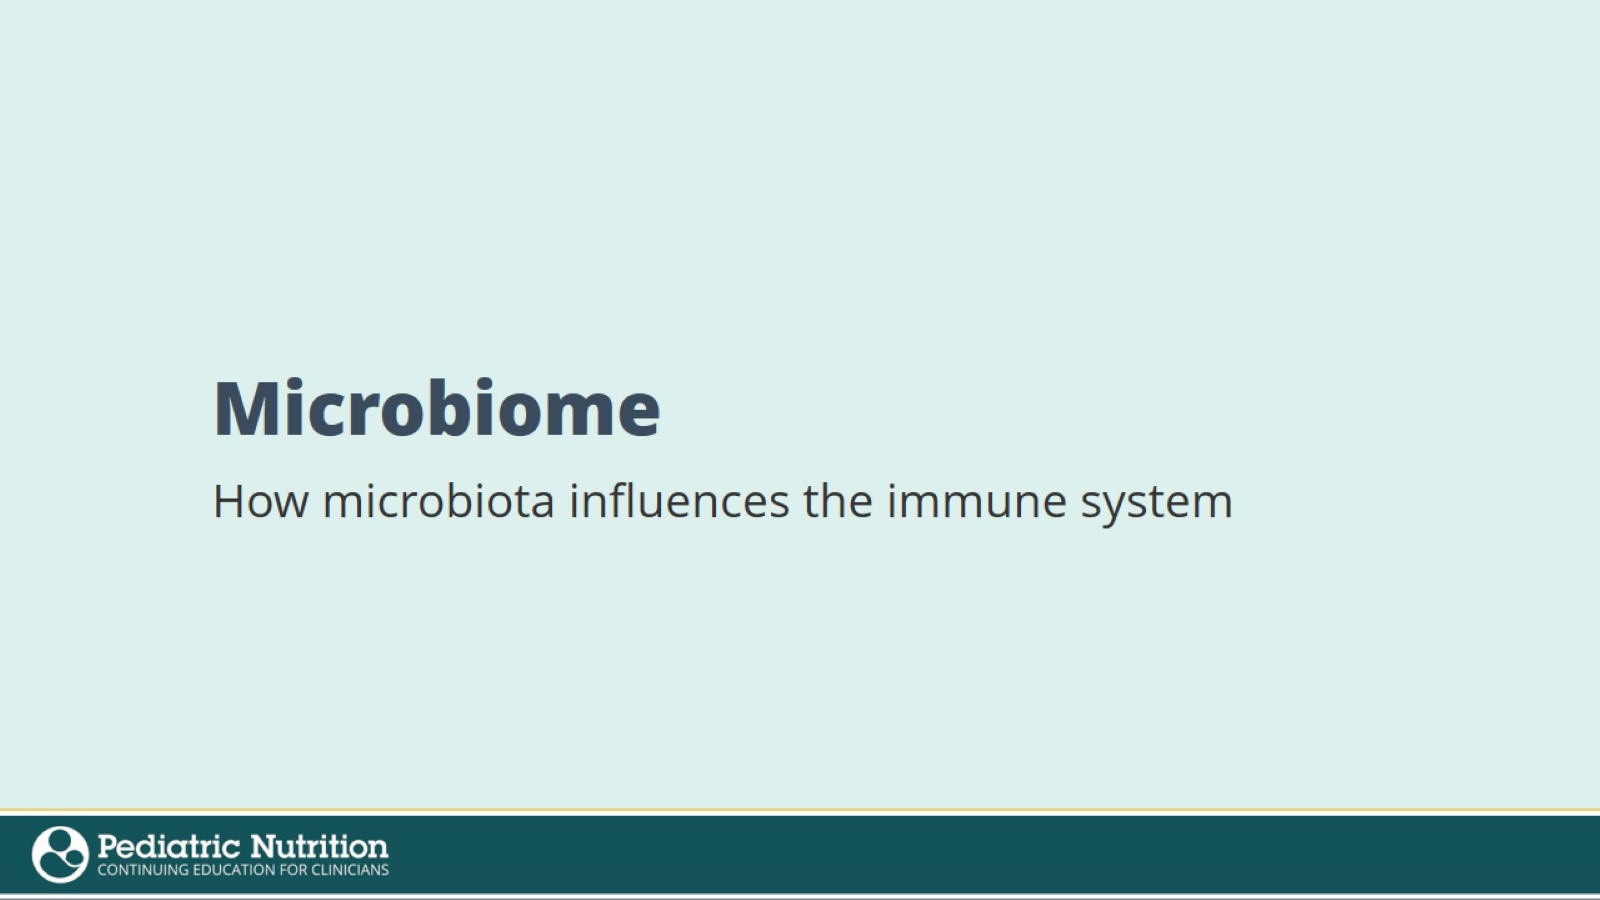 Microbiome
How microbiota influences the immune system
Pediatric Nutrition
CONTINUING EDUCATION FOR CLINICIANS